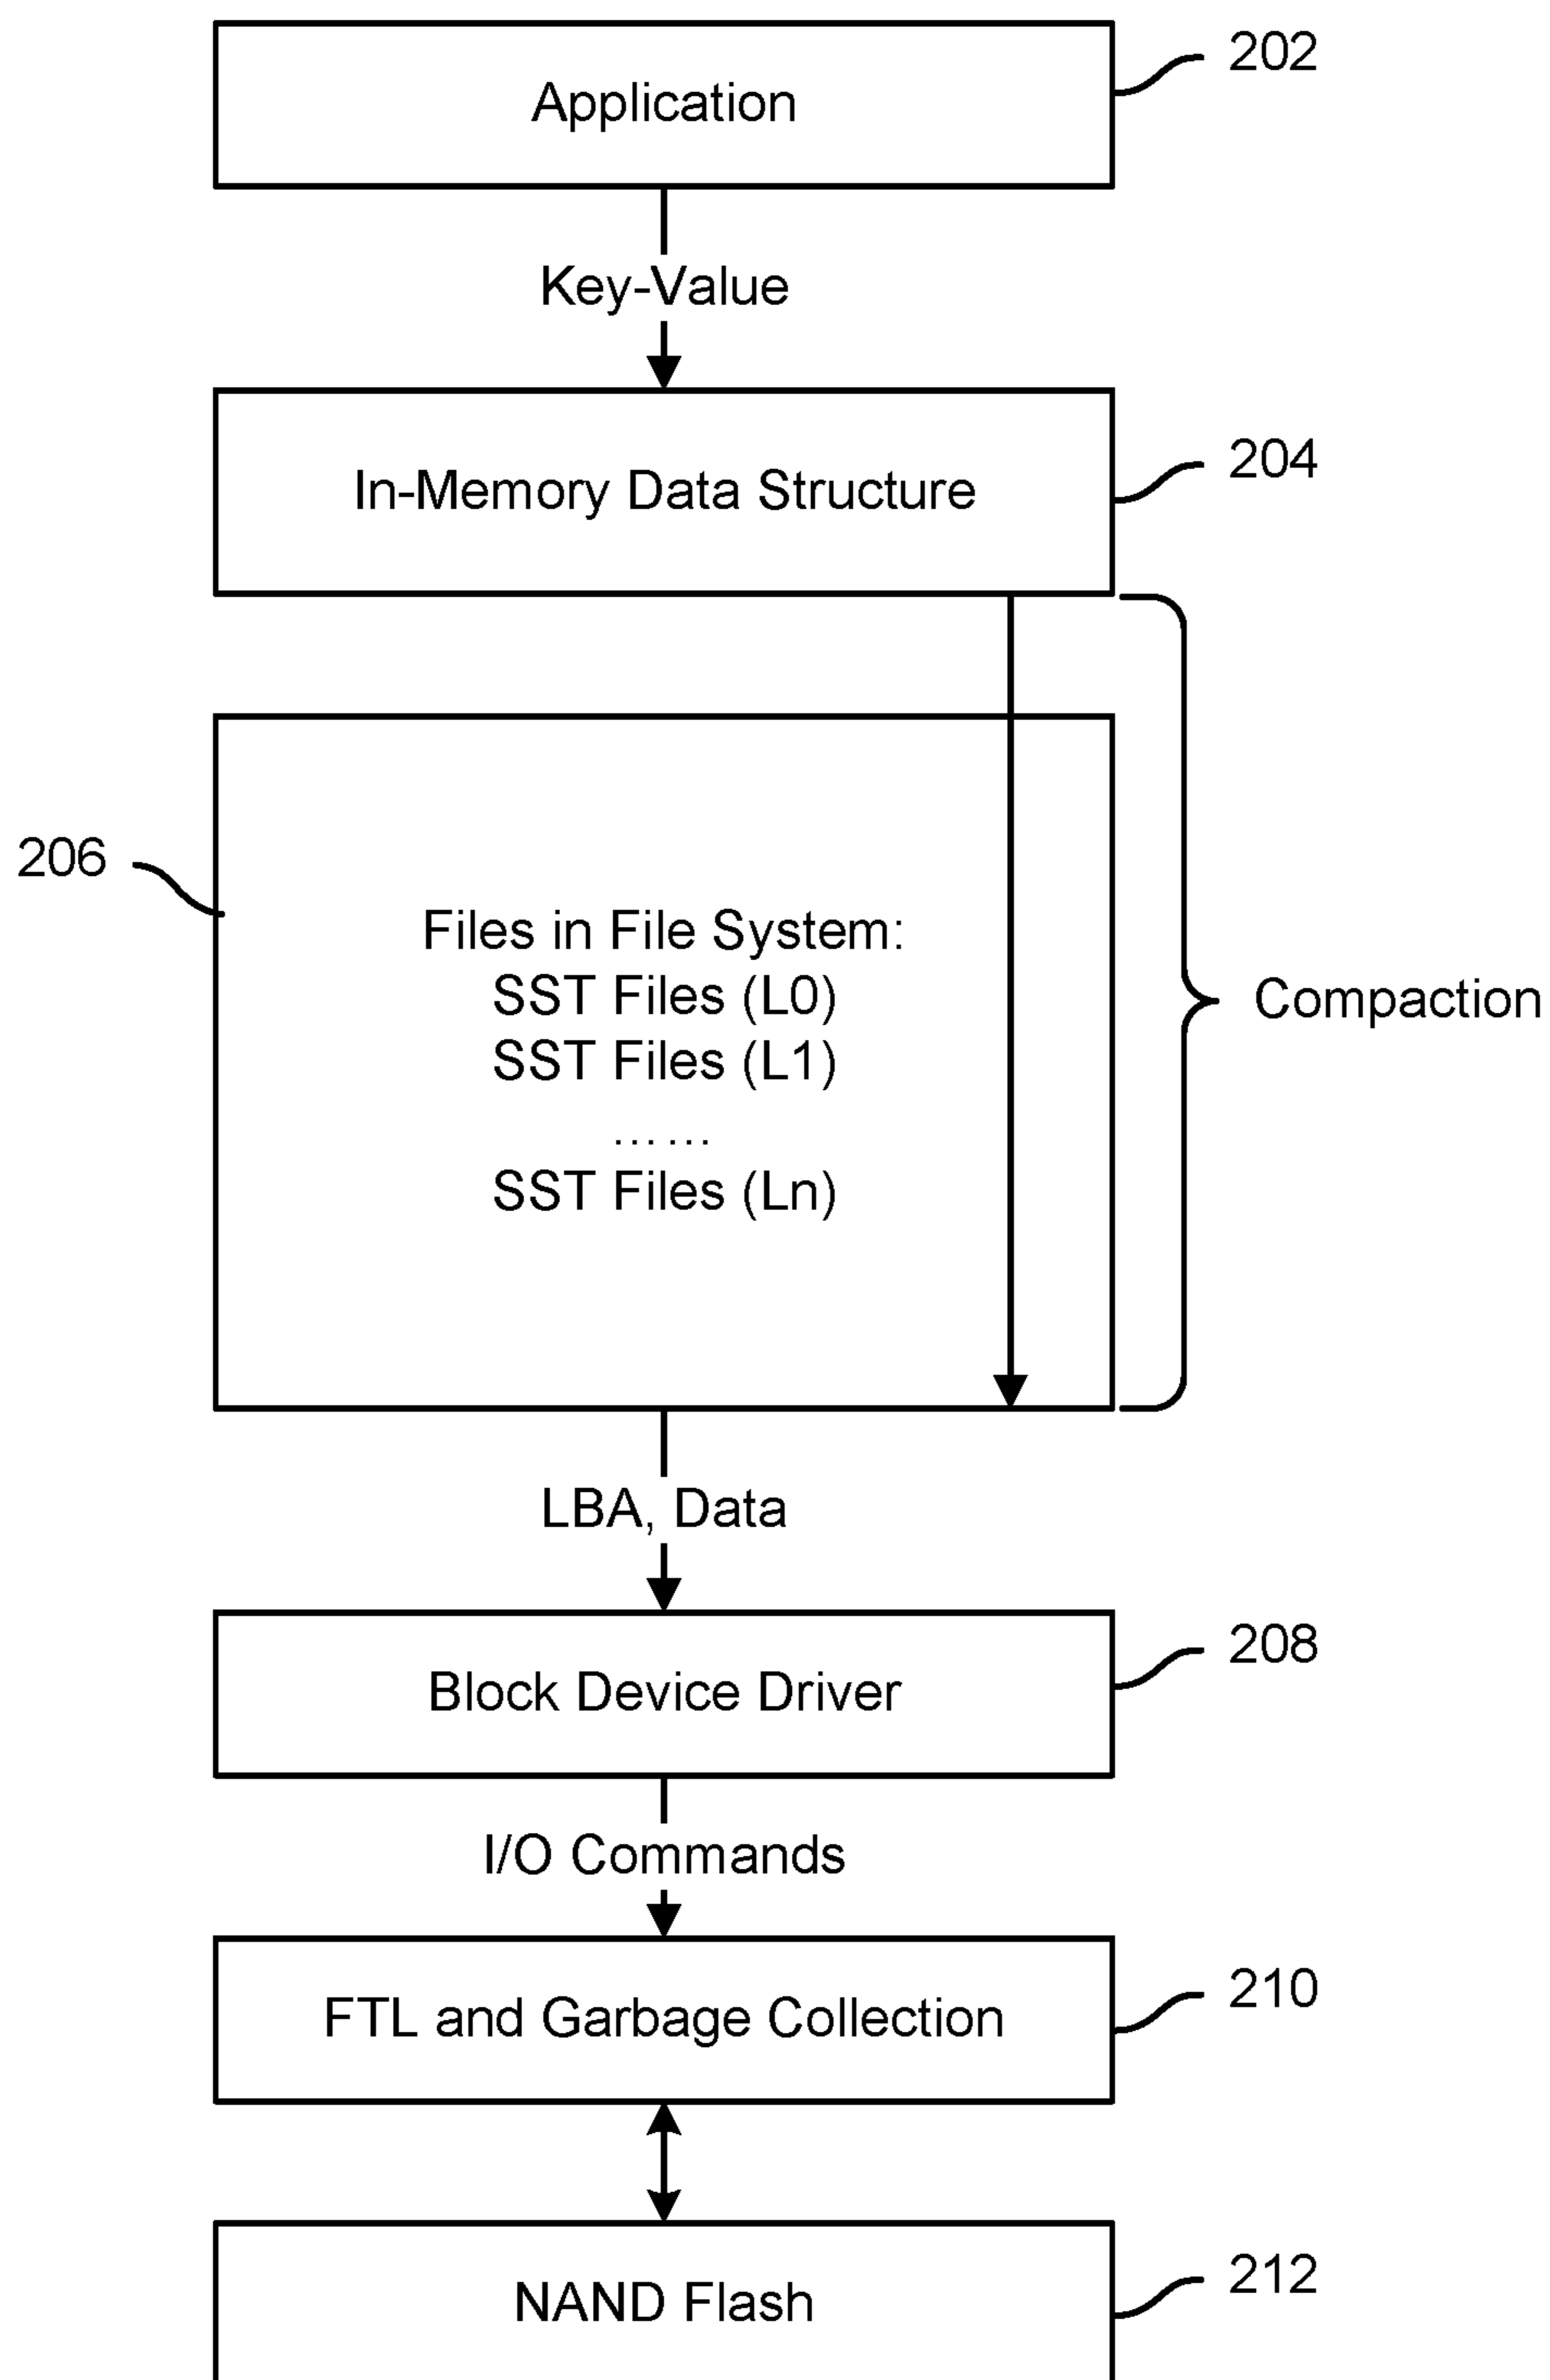 Application
202
Key-Value
In-Memory Data Structure
204
206
Files in File System:
SST Files (L0)
SST Files (L1)
……
SST Files (Ln)
Compaction
LBA, Data
Block Device Driver
208
I/O Commands
FTL and Garbage Collection
210
NAND Flash
212